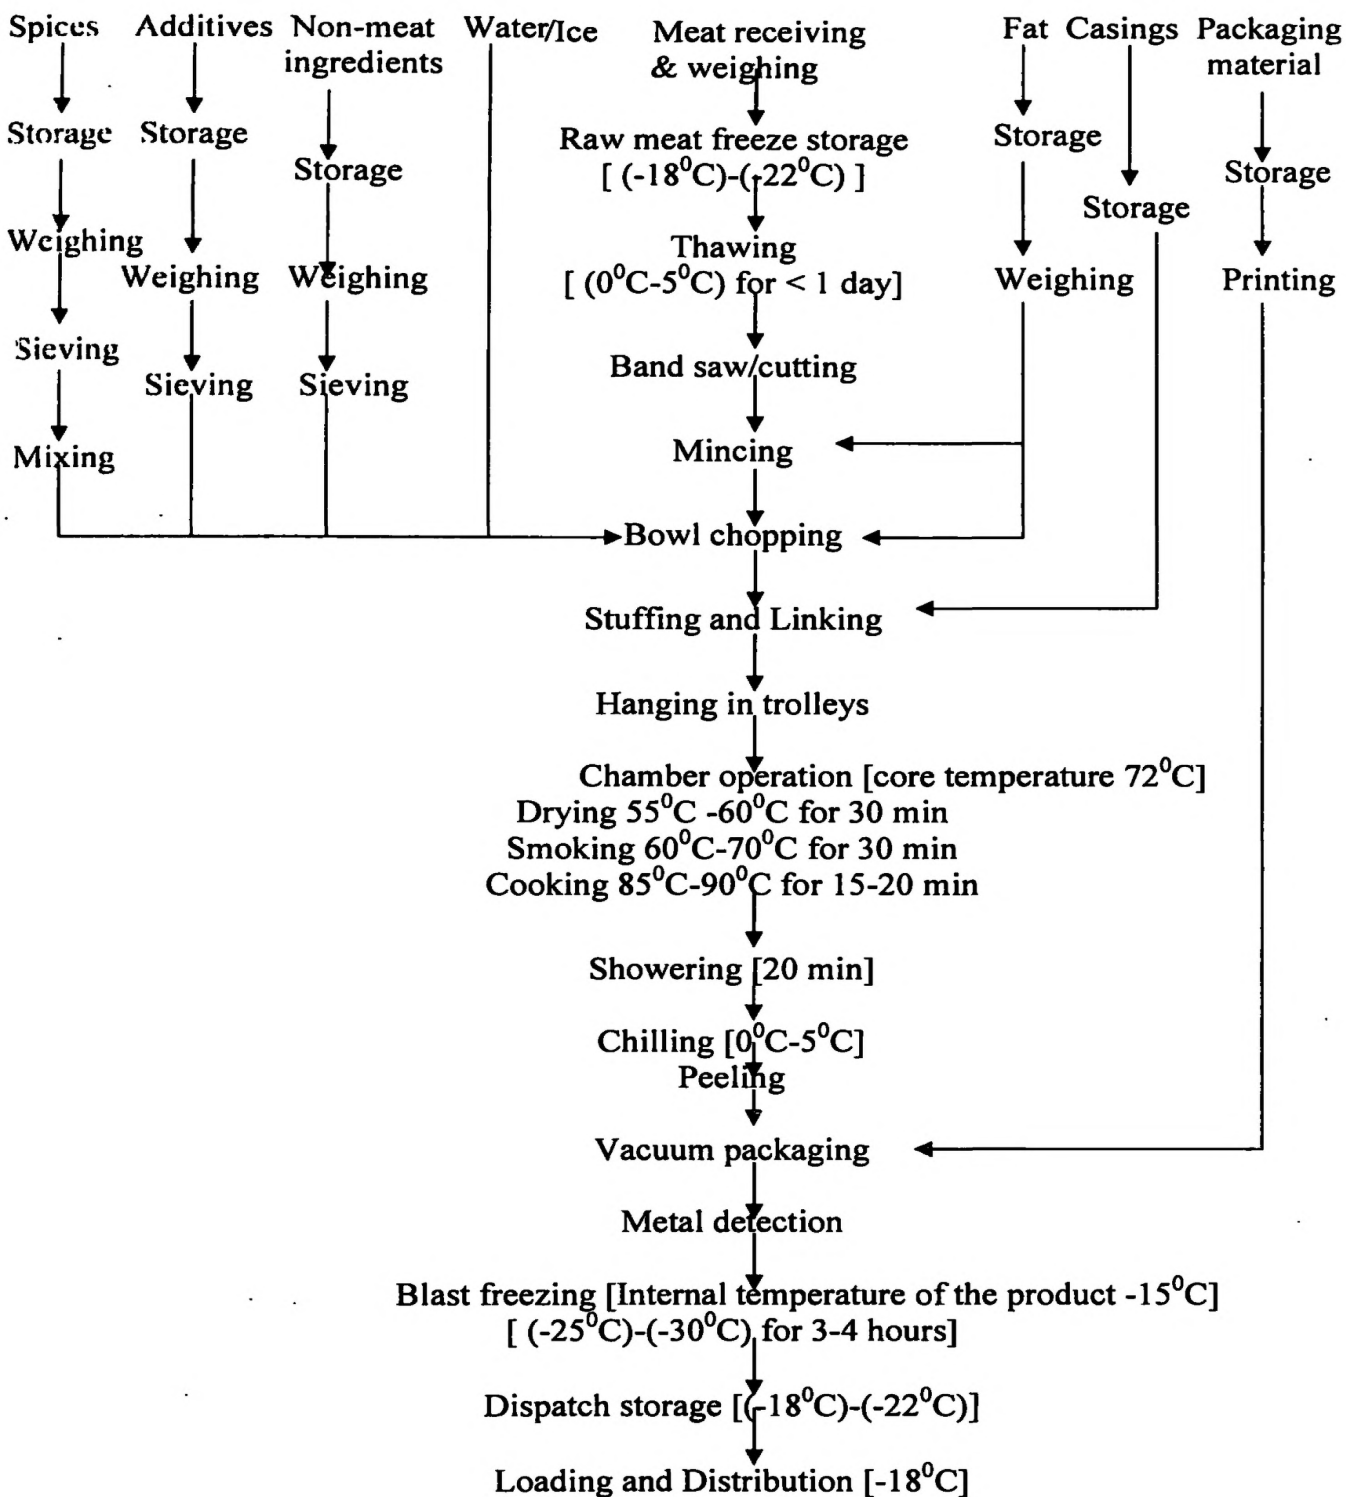 Spices Additives Non-meat ingredients Water/Ice Meat receiving & weighing Fat Casings Packaging material
Storage Storage Storage Raw meat freeze storage Storage Storage Storage
[ (-18⁰C)-(-22⁰C) ]
Weighing Weighing Weighing Thawing Weighing Printing
[ (0⁰C-5⁰C) for < 1 day]
Sieving Sieving Sieving Band saw/cutting
Mixing Mincing
Bowl chopping
Stuffing and Linking
Hanging in trolleys
Chamber operation [core temperature 72⁰C]
Drying 55⁰C -60⁰C for 30 min
Smoking 60⁰C-70⁰C for 30 min
Cooking 85⁰C-90⁰C for 15-20 min
Showering [20 min]
Chilling [0⁰C-5⁰C]
Peeling
Vacuum packaging
Metal detection
Blast freezing [Internal temperature of the product -15⁰C]
[ (-25⁰C)-(-30⁰C) for 3-4 hours]
Dispatch storage [(-18⁰C)-(-22⁰C)]
Loading and Distribution [-18⁰C]